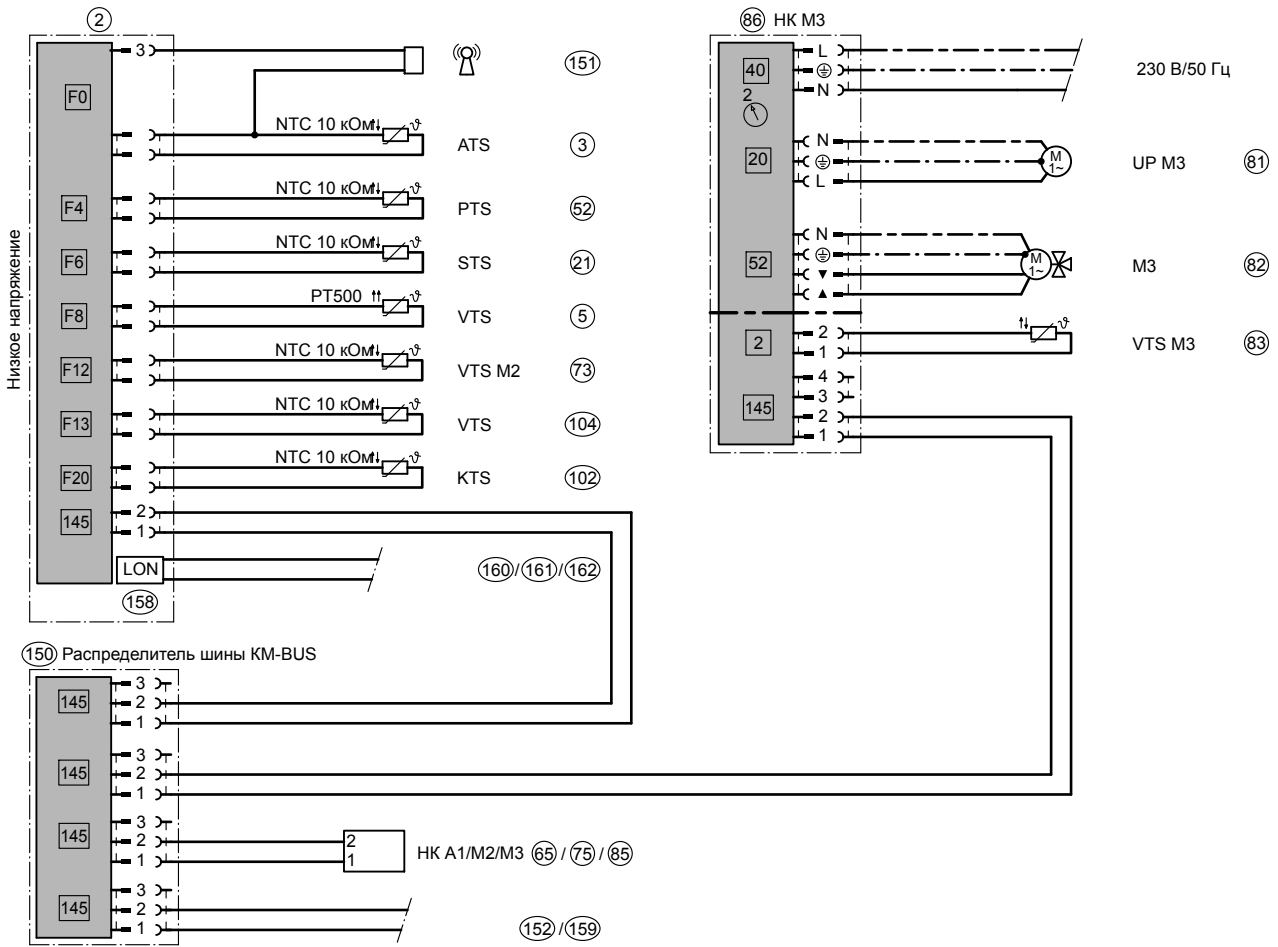 2
Низкое напряжение
F0
3
151
NTC 10 кОм ϑ
ATS 3
F4
NTC 10 кОм ϑ
PTS 52
F6
NTC 10 кОм ϑ
STS 21
F8
PT500 ϑ
VTS 5
F12
NTC 10 кОм ϑ
VTS M2 73
F13
NTC 10 кОм ϑ
VTS 104
F20
NTC 10 кОм ϑ
KTS 102
145
2
1
LON
160/161/162
158
150 Распределитель шины KM-BUS
145
3
2
1
145
3
2
1
145
3
2
1
2
1
НК A1/M2/M3 65/75/85
145
3
2
1
152/159
86 НК M3
40
2
L
N
230 В/50 Гц
20
N
L
M
1~
UP M3 81
52
N
▼
▲
M
1~
M3 82
2
2
1
ϑ
VTS M3 83
145
4
3
2
1